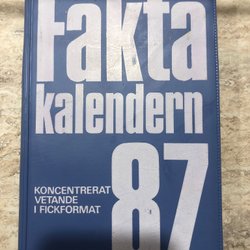 Fakta
kalendern
87
KONCENTRERAT
VETANDE
I FICKFORMAT